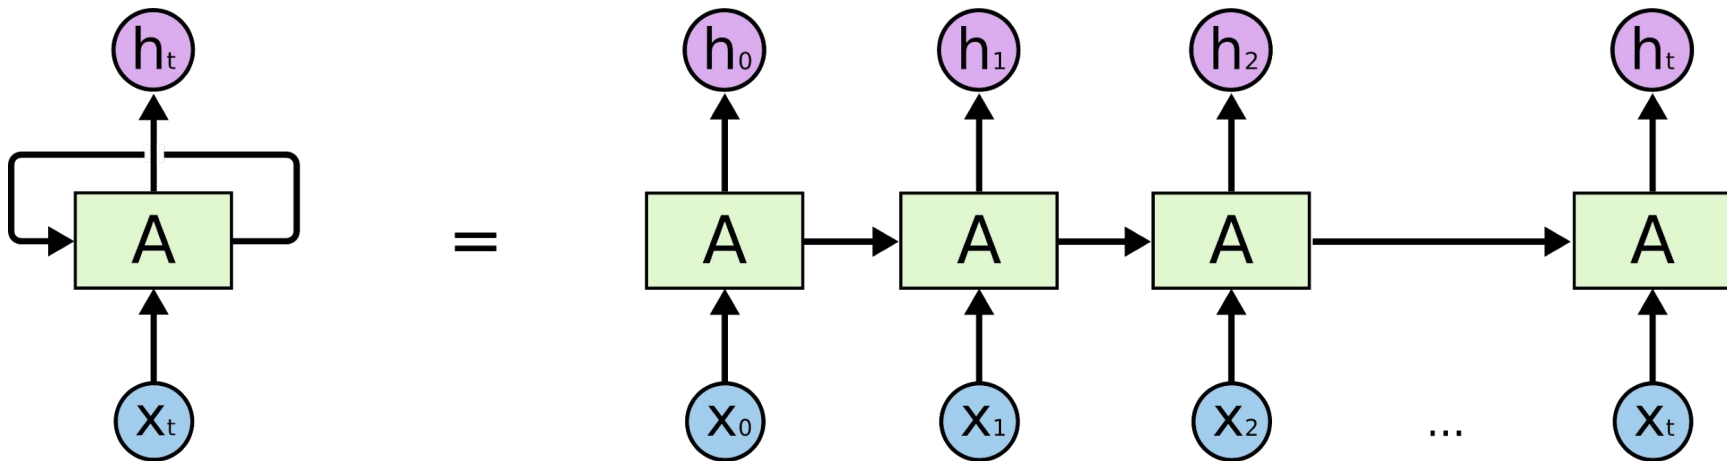 hₜ h₀ h₁ h₂ hₜ
A = A A A A
xₜ x₀ x₁ x₂ ... xₜ